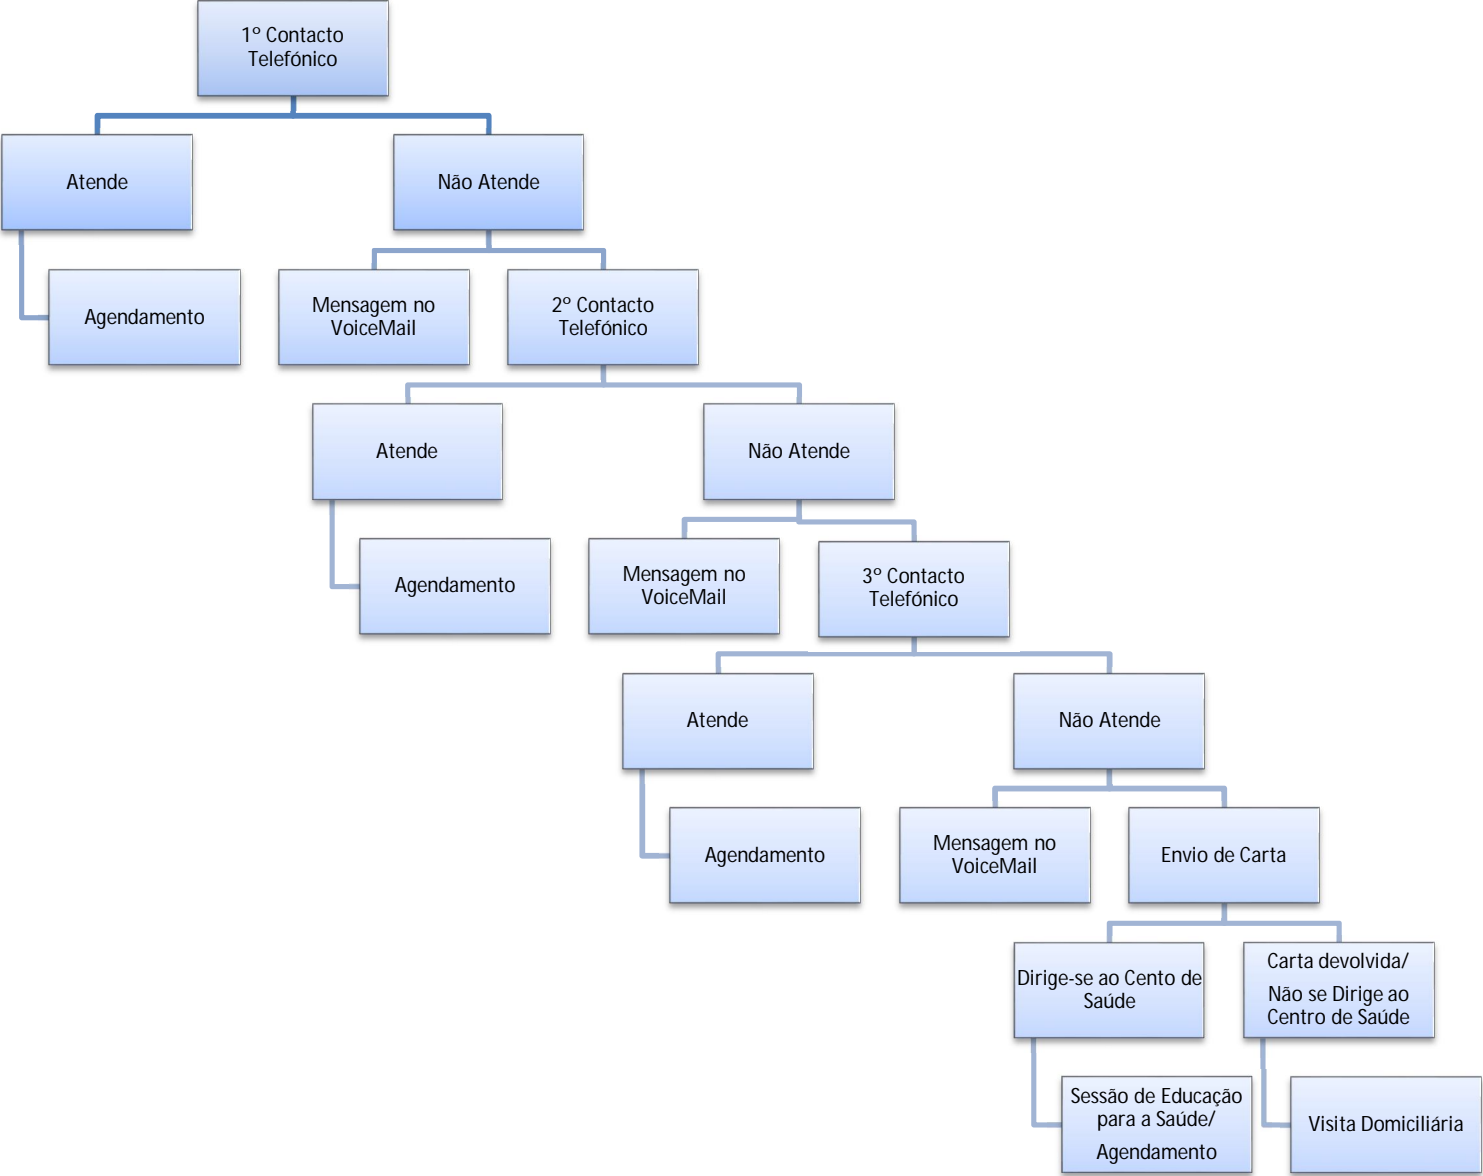 1º Contacto
Telefónico
Atende
Não Atende
Agendamento
Mensagem no
VoiceMail
2º Contacto
Telefónico
Atende
Não Atende
Agendamento
Mensagem no
VoiceMail
3º Contacto
Telefónico
Atende
Não Atende
Agendamento
Mensagem no
VoiceMail
Envio de Carta
Dirige-se ao Cento de
Saúde
Carta devolvida/
Não se Dirige ao
Centro de Saúde
Sessão de Educação
para a Saúde/
Agendamento
Visita Domiciliária